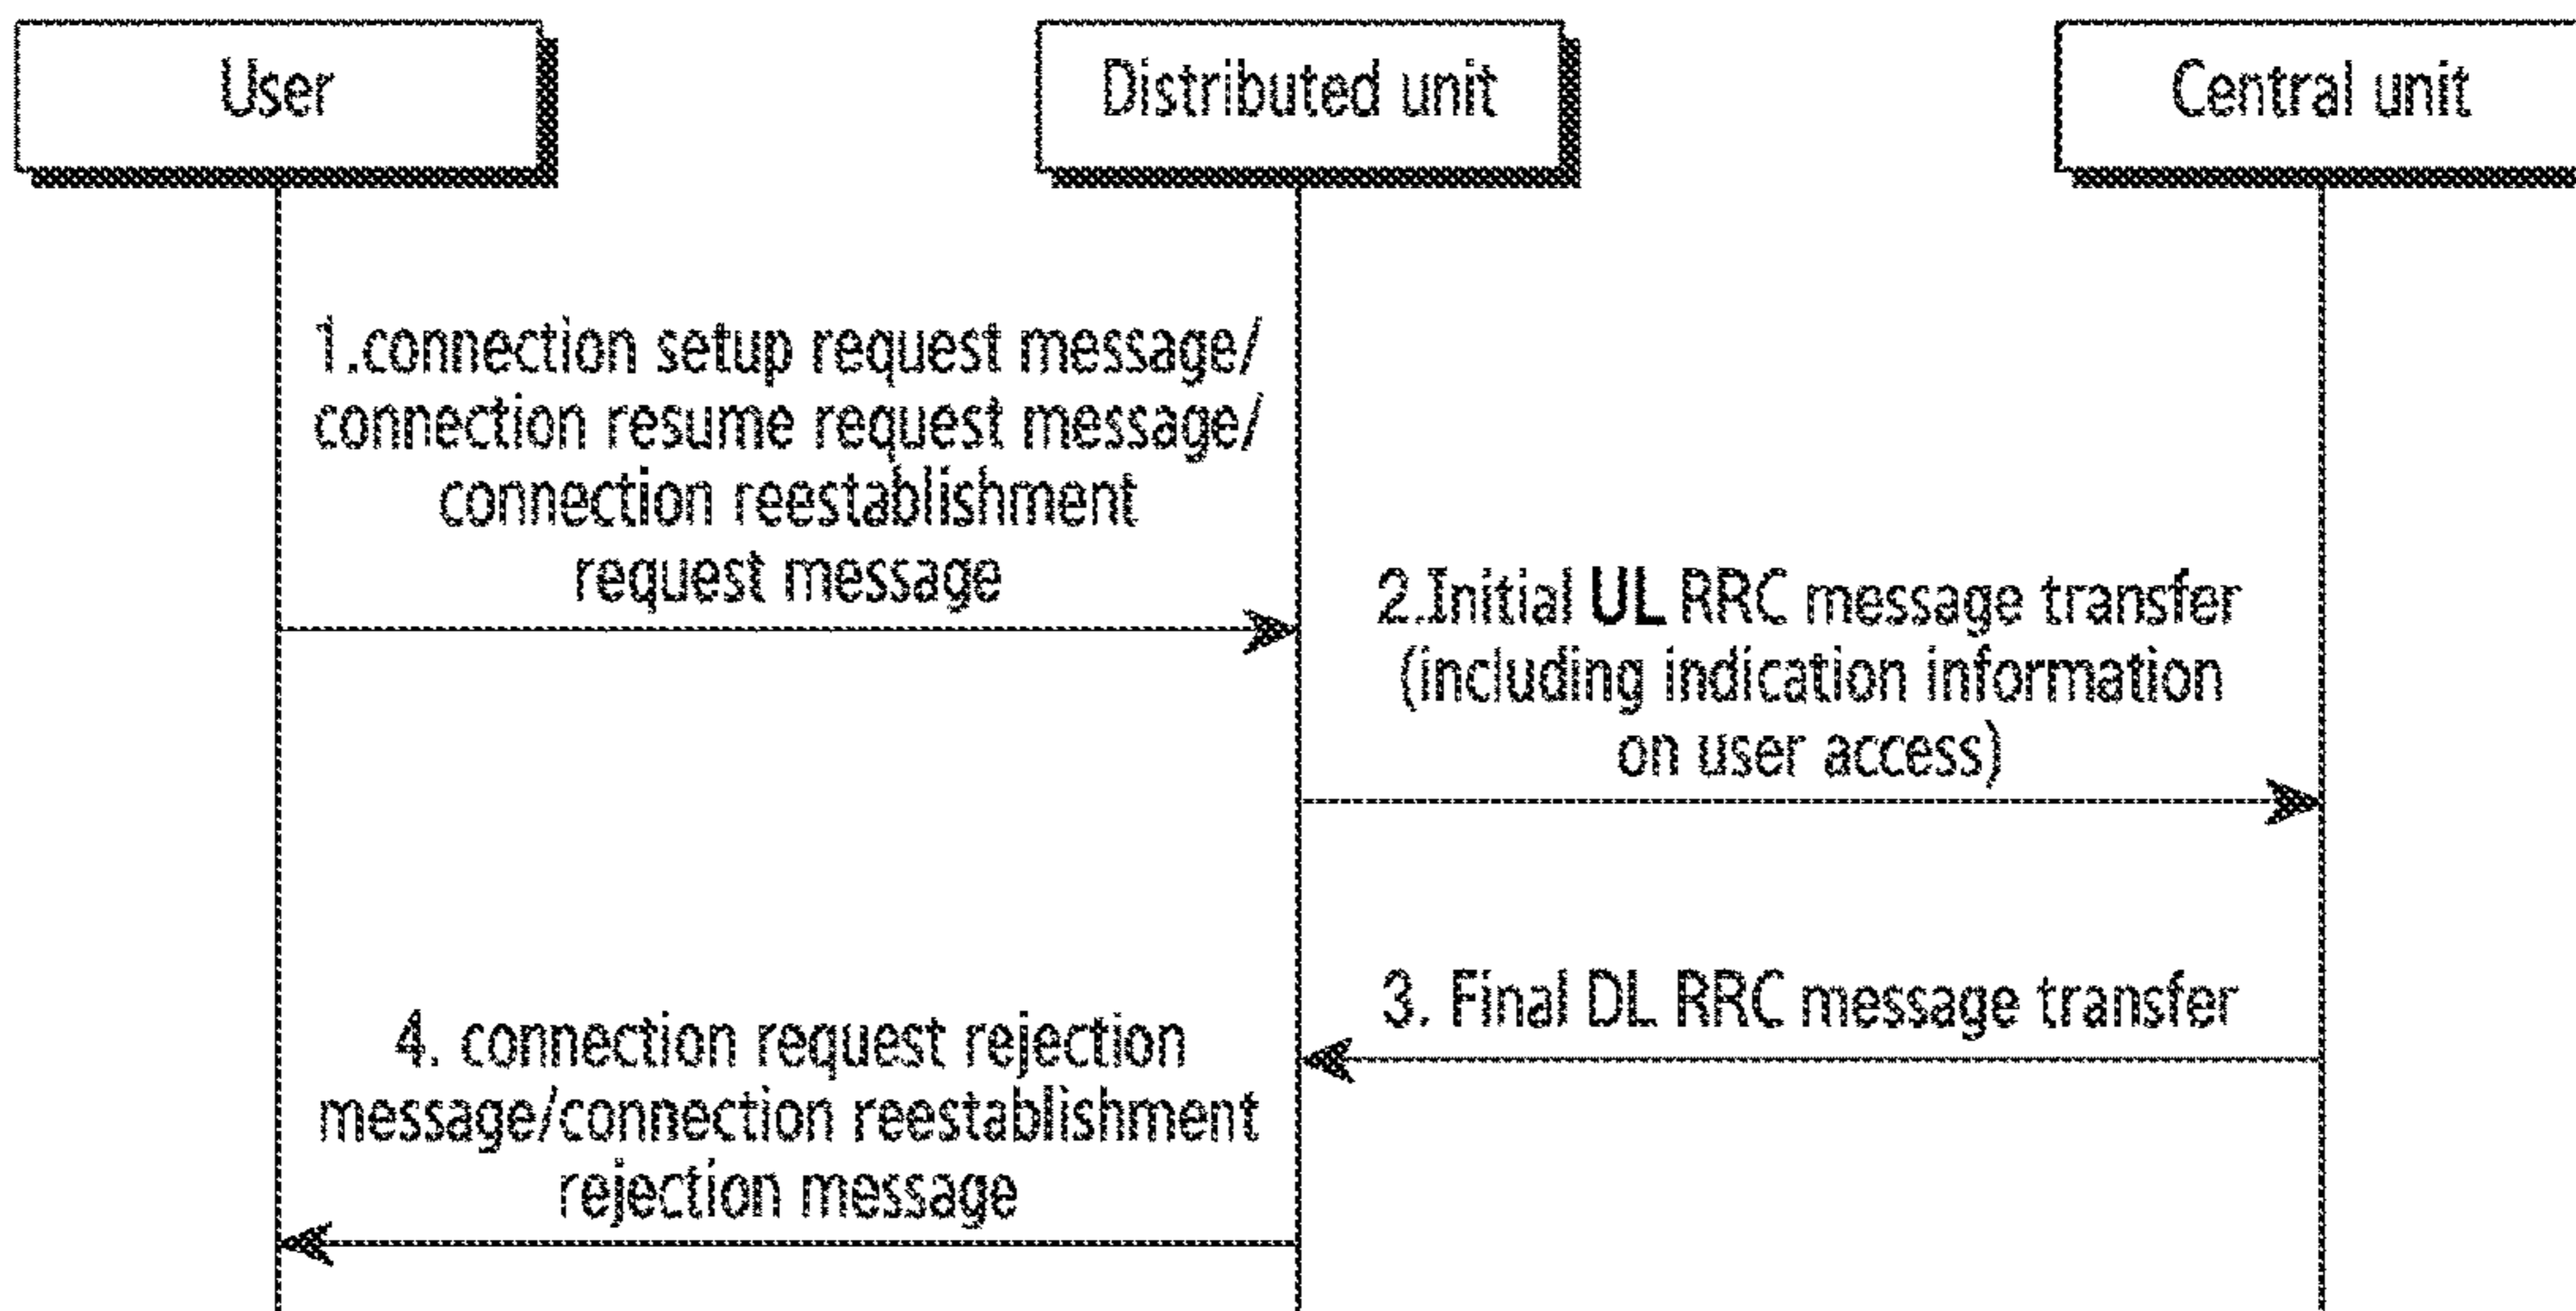 User
Distributed unit
Central unit
1.connection setup request message/
connection resume request message/
connection reestablishment
request message
2.Initial UL RRC message transfer
(including indication information
on user access)
3. Final DL RRC message transfer
4. connection request rejection
message/connection reestablishment
rejection message